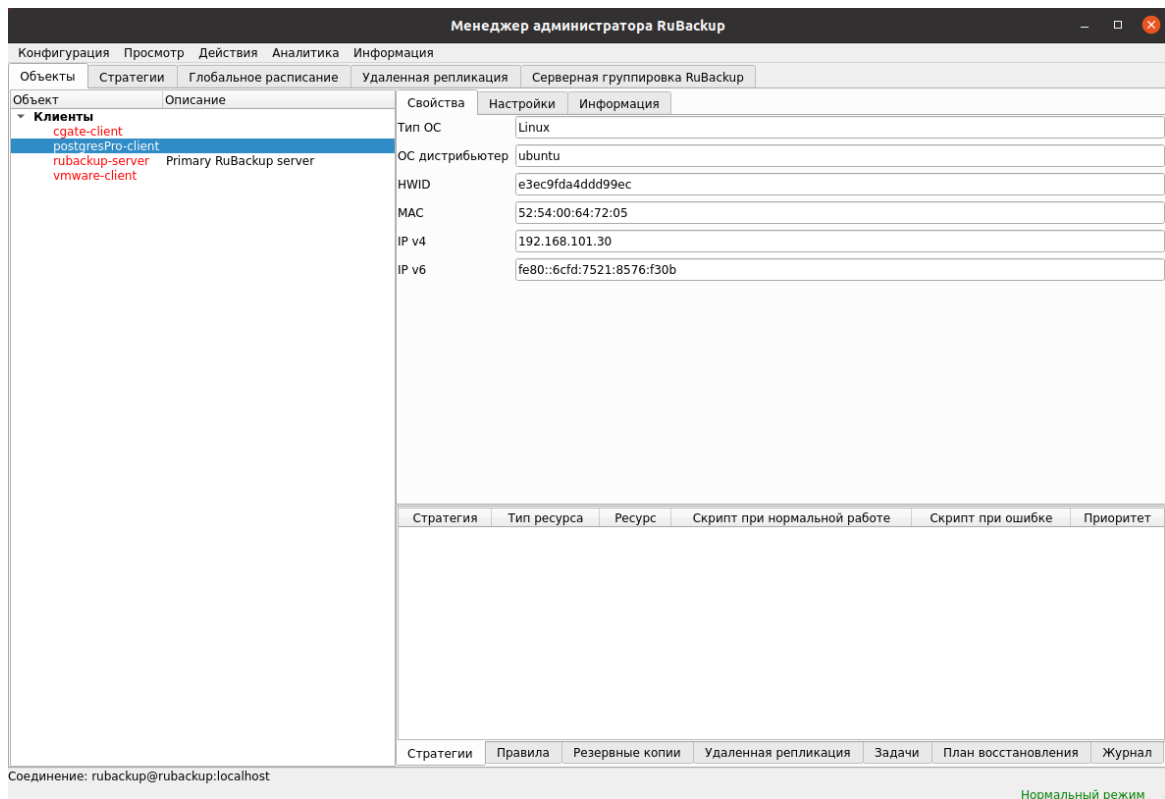 Менеджер администратора RuBackup
Конфигурация Просмотр Действия Аналитика Информация
Объекты Стратегии Глобальное расписание Удаленная репликация Серверная группировка RuBackup
Объект Описание
Клиенты
cgate-client
postgresPro-client
rubackup-server Primary RuBackup server
vmware-client
Свойства Настройки Информация
Тип ОС Linux
ОС дистрибьютер ubuntu
HWID e3ec9fda4ddd99ec
MAC 52:54:00:64:72:05
IP v4 192.168.101.30
IP v6 fe80::6cfd:7521:8576:f30b
Стратегия Тип ресурса Ресурс Скрипт при нормальной работе Скрипт при ошибке Приоритет
Стратегии Правила Резервные копии Удаленная репликация Задачи План восстановления Журнал
Соединение: rubackup@rubackup:localhost
Нормальный режим